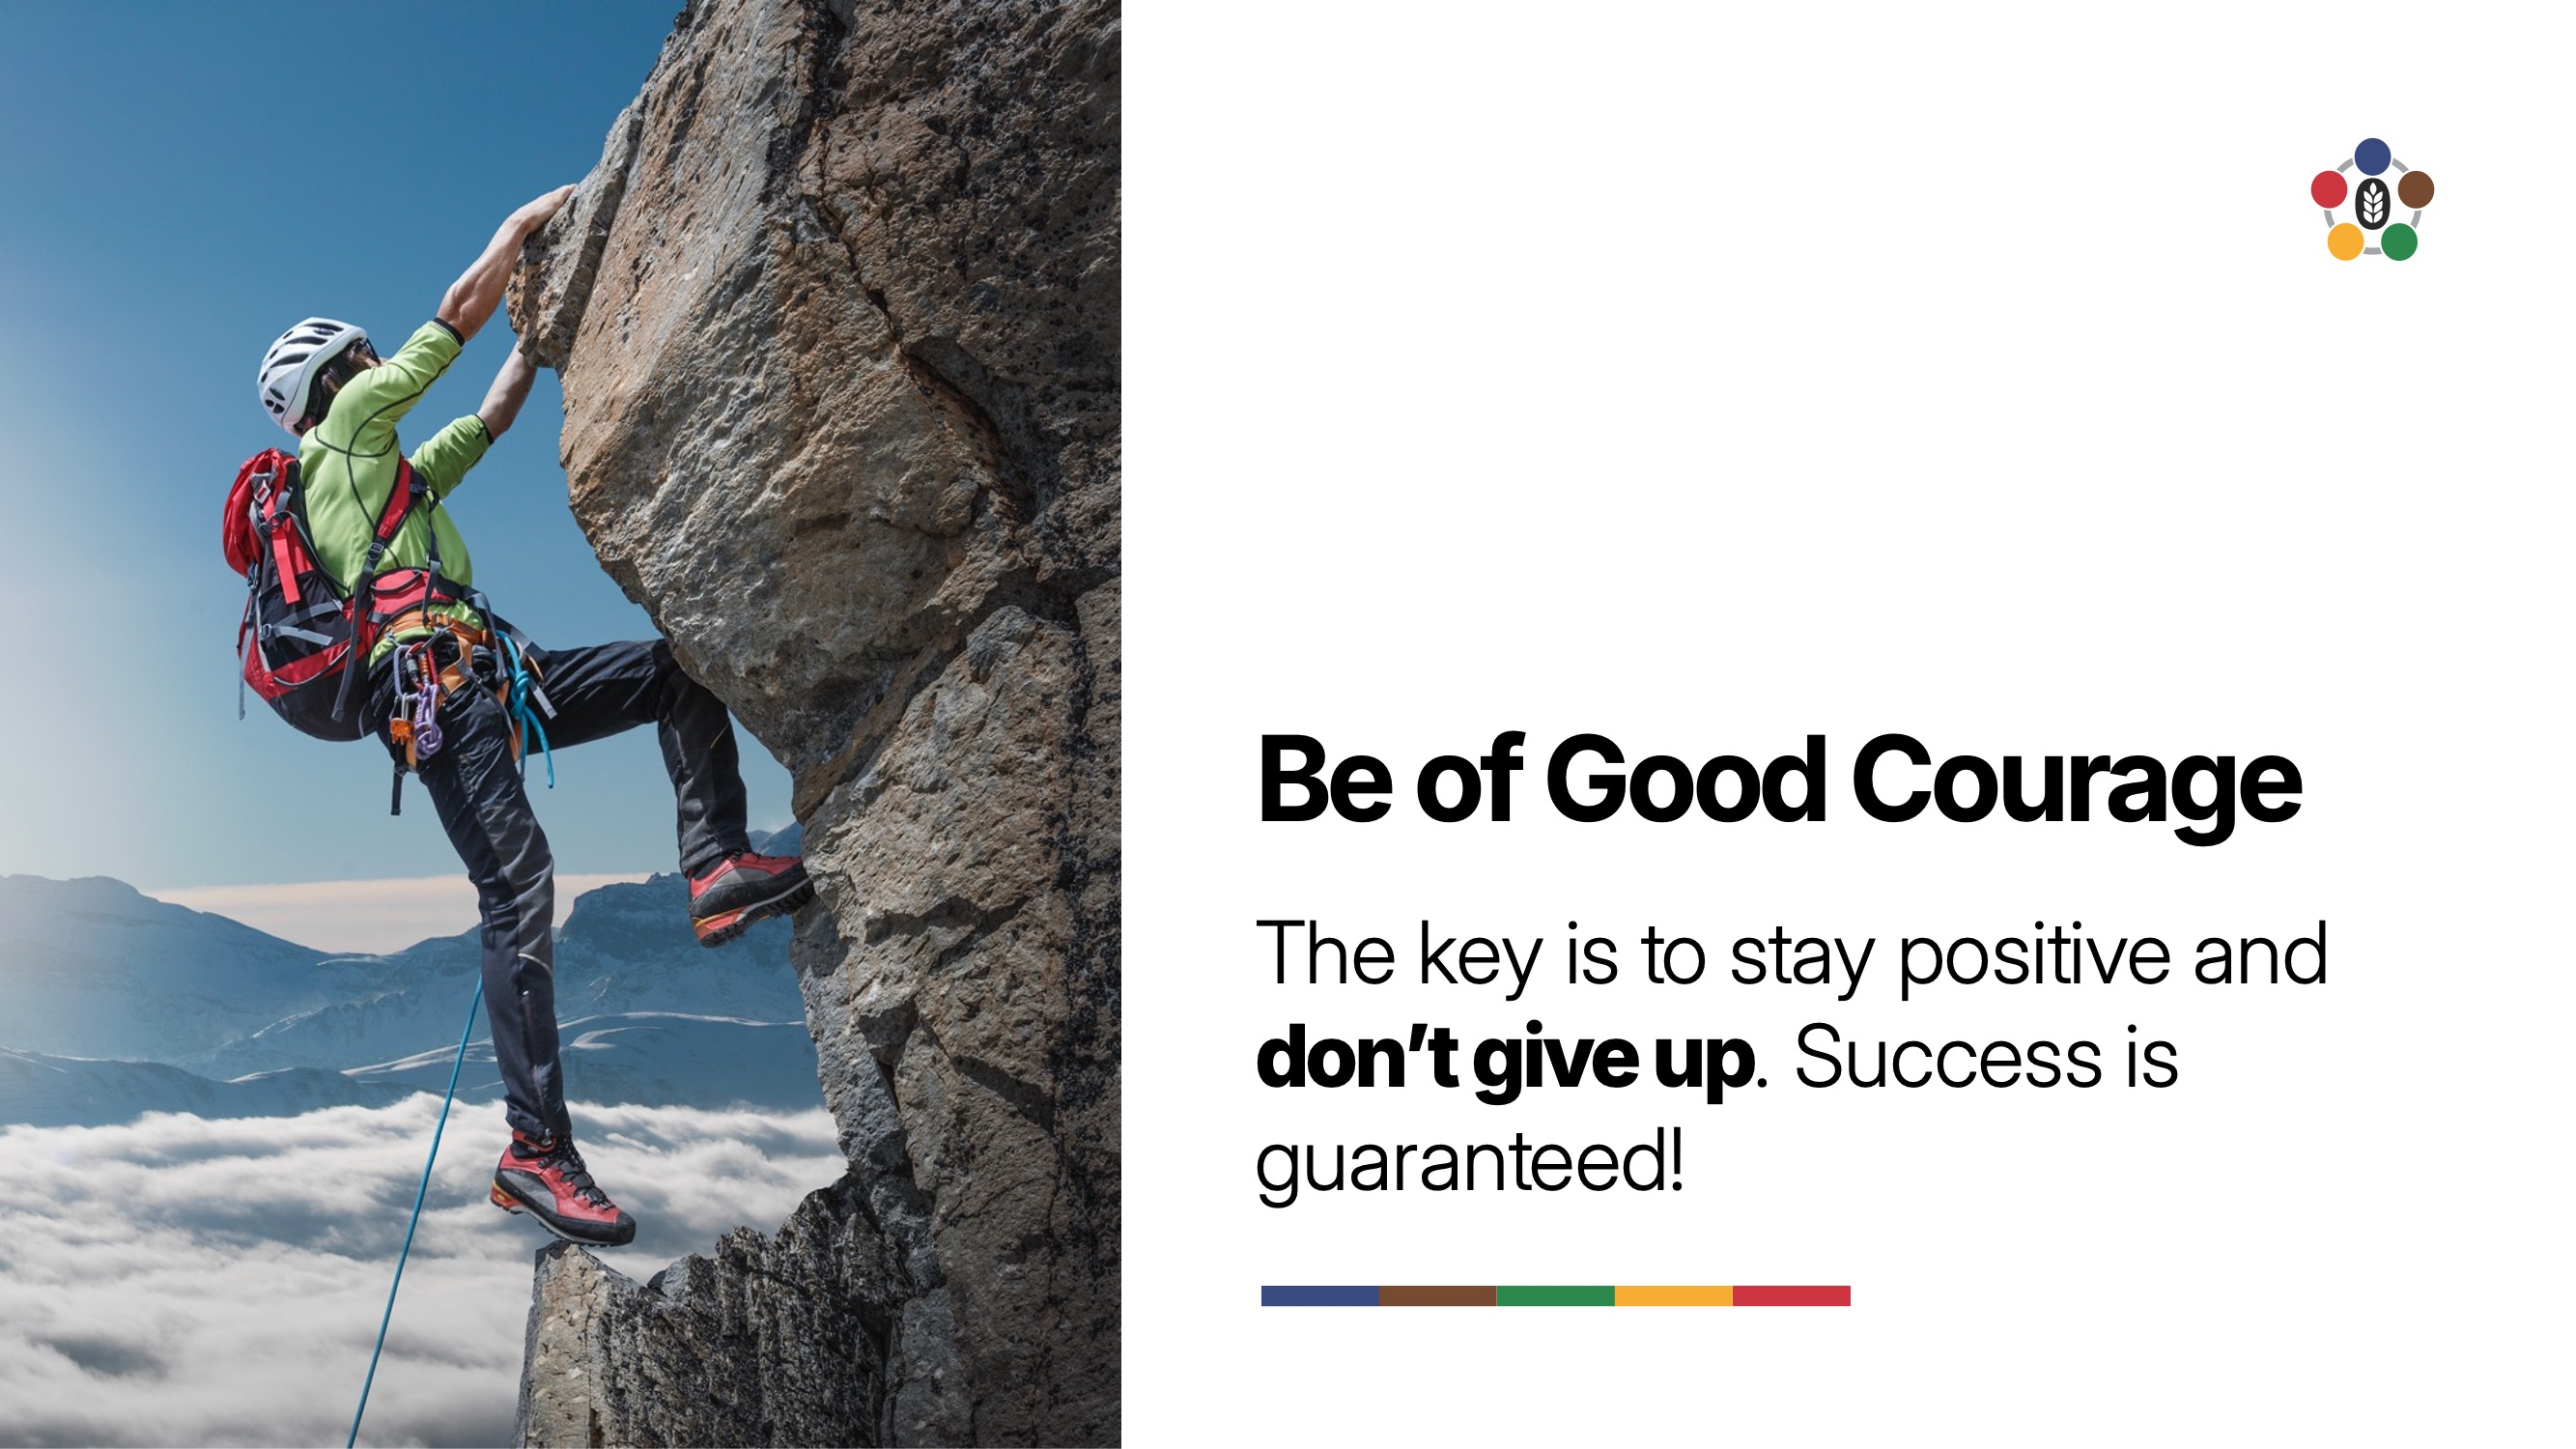 Be of Good Courage
The key is to stay positive and
don’t give up. Success is
guaranteed!